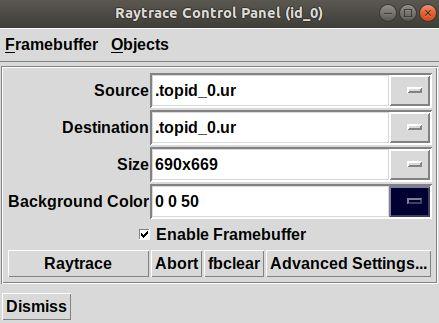 Raytrace Control Panel (id_0)
Framebuffer Objects
Source .topid_0.ur
Destination .topid_0.ur
Size 690x669
Background Color 0 0 50
Enable Framebuffer
Raytrace Abort fbclear Advanced Settings...
Dismiss